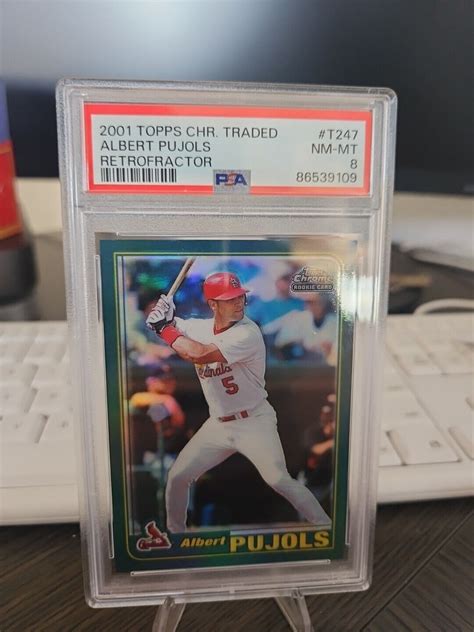 2001 TOPPS CHR. TRADED #T247
ALBERT PUJOLS NM-MT
RETROFRACTOR 8
PSA 86539109
Topps
Chrome
ROOKIE CARD
Cardinals
5
Albert PUJOLS